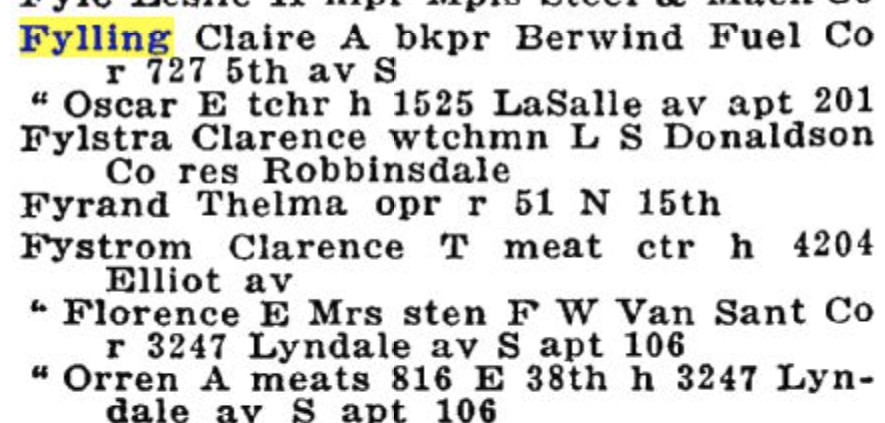 Fylling Claire A bkpr Berwind Fuel Co
r 727 5th av S
“ Oscar E tchr h 1525 LaSalle av apt 201
Fylstra Clarence wtchmn L S Donaldson
Co res Robbinsdale
Fyrand Thelma opr r 51 N 15th
Fystrom Clarence T meat ctr h 4204
Elliot av
“ Florence E Mrs sten F W Van Sant Co
r 3247 Lyndale av S apt 106
“ Orren A meats 816 E 38th h 3247 Lyn-
dale av S apt 106